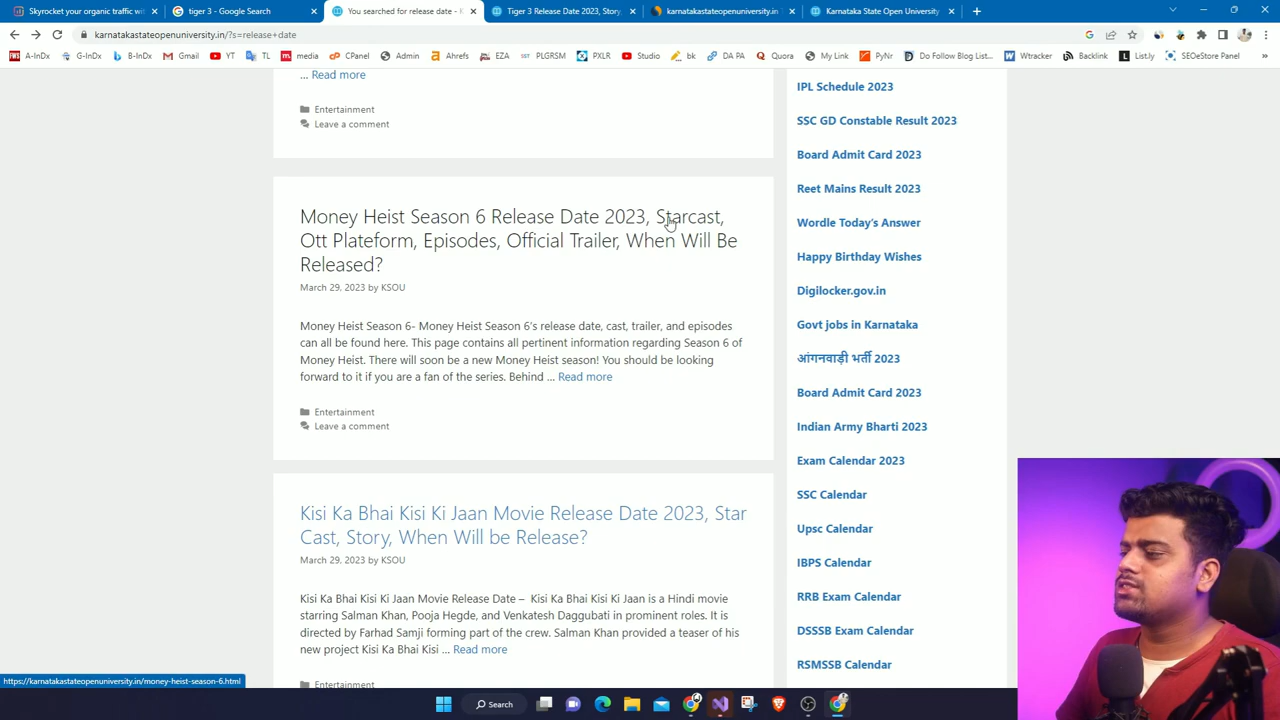 Skyrocket your organic traffic wit
tiger 3 - Google Search
You searched for release date - K
Tiger 3 Release Date 2023, Story,
karnatakastateopenuniversity.in T
Karnataka State Open University
karnatakastateopenuniversity.in/?s=release+date
A-InDx
G-InDx
B-InDx
Gmail
YT
TL
media
CPanel
Admin
Ahrefs
EZA
PLGRSM
PXLR
Studio
bk
DA PA
Quora
My Link
PyNr
Do Follow Blog List...
Wtracker
Backlink
List.ly
SEOeStore Panel
... Read more
Entertainment
Leave a comment
Money Heist Season 6 Release Date 2023, Starcast,
Ott Plateform, Episodes, Official Trailer, When Will Be
Released?
March 29, 2023 by KSOU
Money Heist Season 6- Money Heist Season 6's release date, cast, trailer, and episodes
can all be found here. This page contains all pertinent information regarding Season 6 of
Money Heist. There will soon be a new Money Heist season! You should be looking
forward to it if you are a fan of the series. Behind ... Read more
Entertainment
Leave a comment
Kisi Ka Bhai Kisi Ki Jaan Movie Release Date 2023, Star
Cast, Story, When Will be Release?
March 29, 2023 by KSOU
Kisi Ka Bhai Kisi Ki Jaan Movie Release Date – Kisi Ka Bhai Kisi Ki Jaan is a Hindi movie
starring Salman Khan, Pooja Hegde, and Venkatesh Daggubati in prominent roles. It is
directed by Farhad Samji forming part of the crew. Salman Khan provided a teaser of his
new project Kisi Ka Bhai Kisi ... Read more
Entertainment
IPL Schedule 2023
SSC GD Constable Result 2023
Board Admit Card 2023
Reet Mains Result 2023
Wordle Today's Answer
Happy Birthday Wishes
Digilocker.gov.in
Govt jobs in Karnataka
आंगनवाड़ी भर्ती 2023
Board Admit Card 2023
Indian Army Bharti 2023
Exam Calendar 2023
SSC Calendar
Upsc Calendar
IBPS Calendar
RRB Exam Calendar
DSSSB Exam Calendar
RSMSSB Calendar
https://karnatakastateopenuniversity.in/money-heist-season-6.html
Search